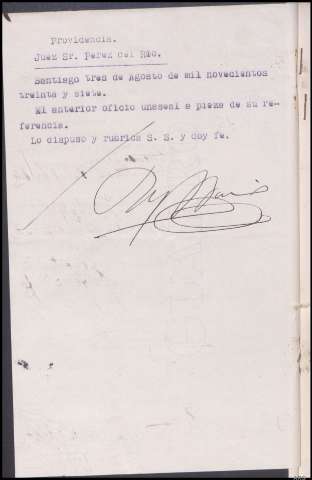 Providencia.
Juez Sr. Perez del Rio.
Santiago tres de Agosto de mil novecientos
treinta y siete.
El anterior oficio unaseal a pieza de su re-
ferencia.
Lo dispuso y rubrica S. S. y doy fe.